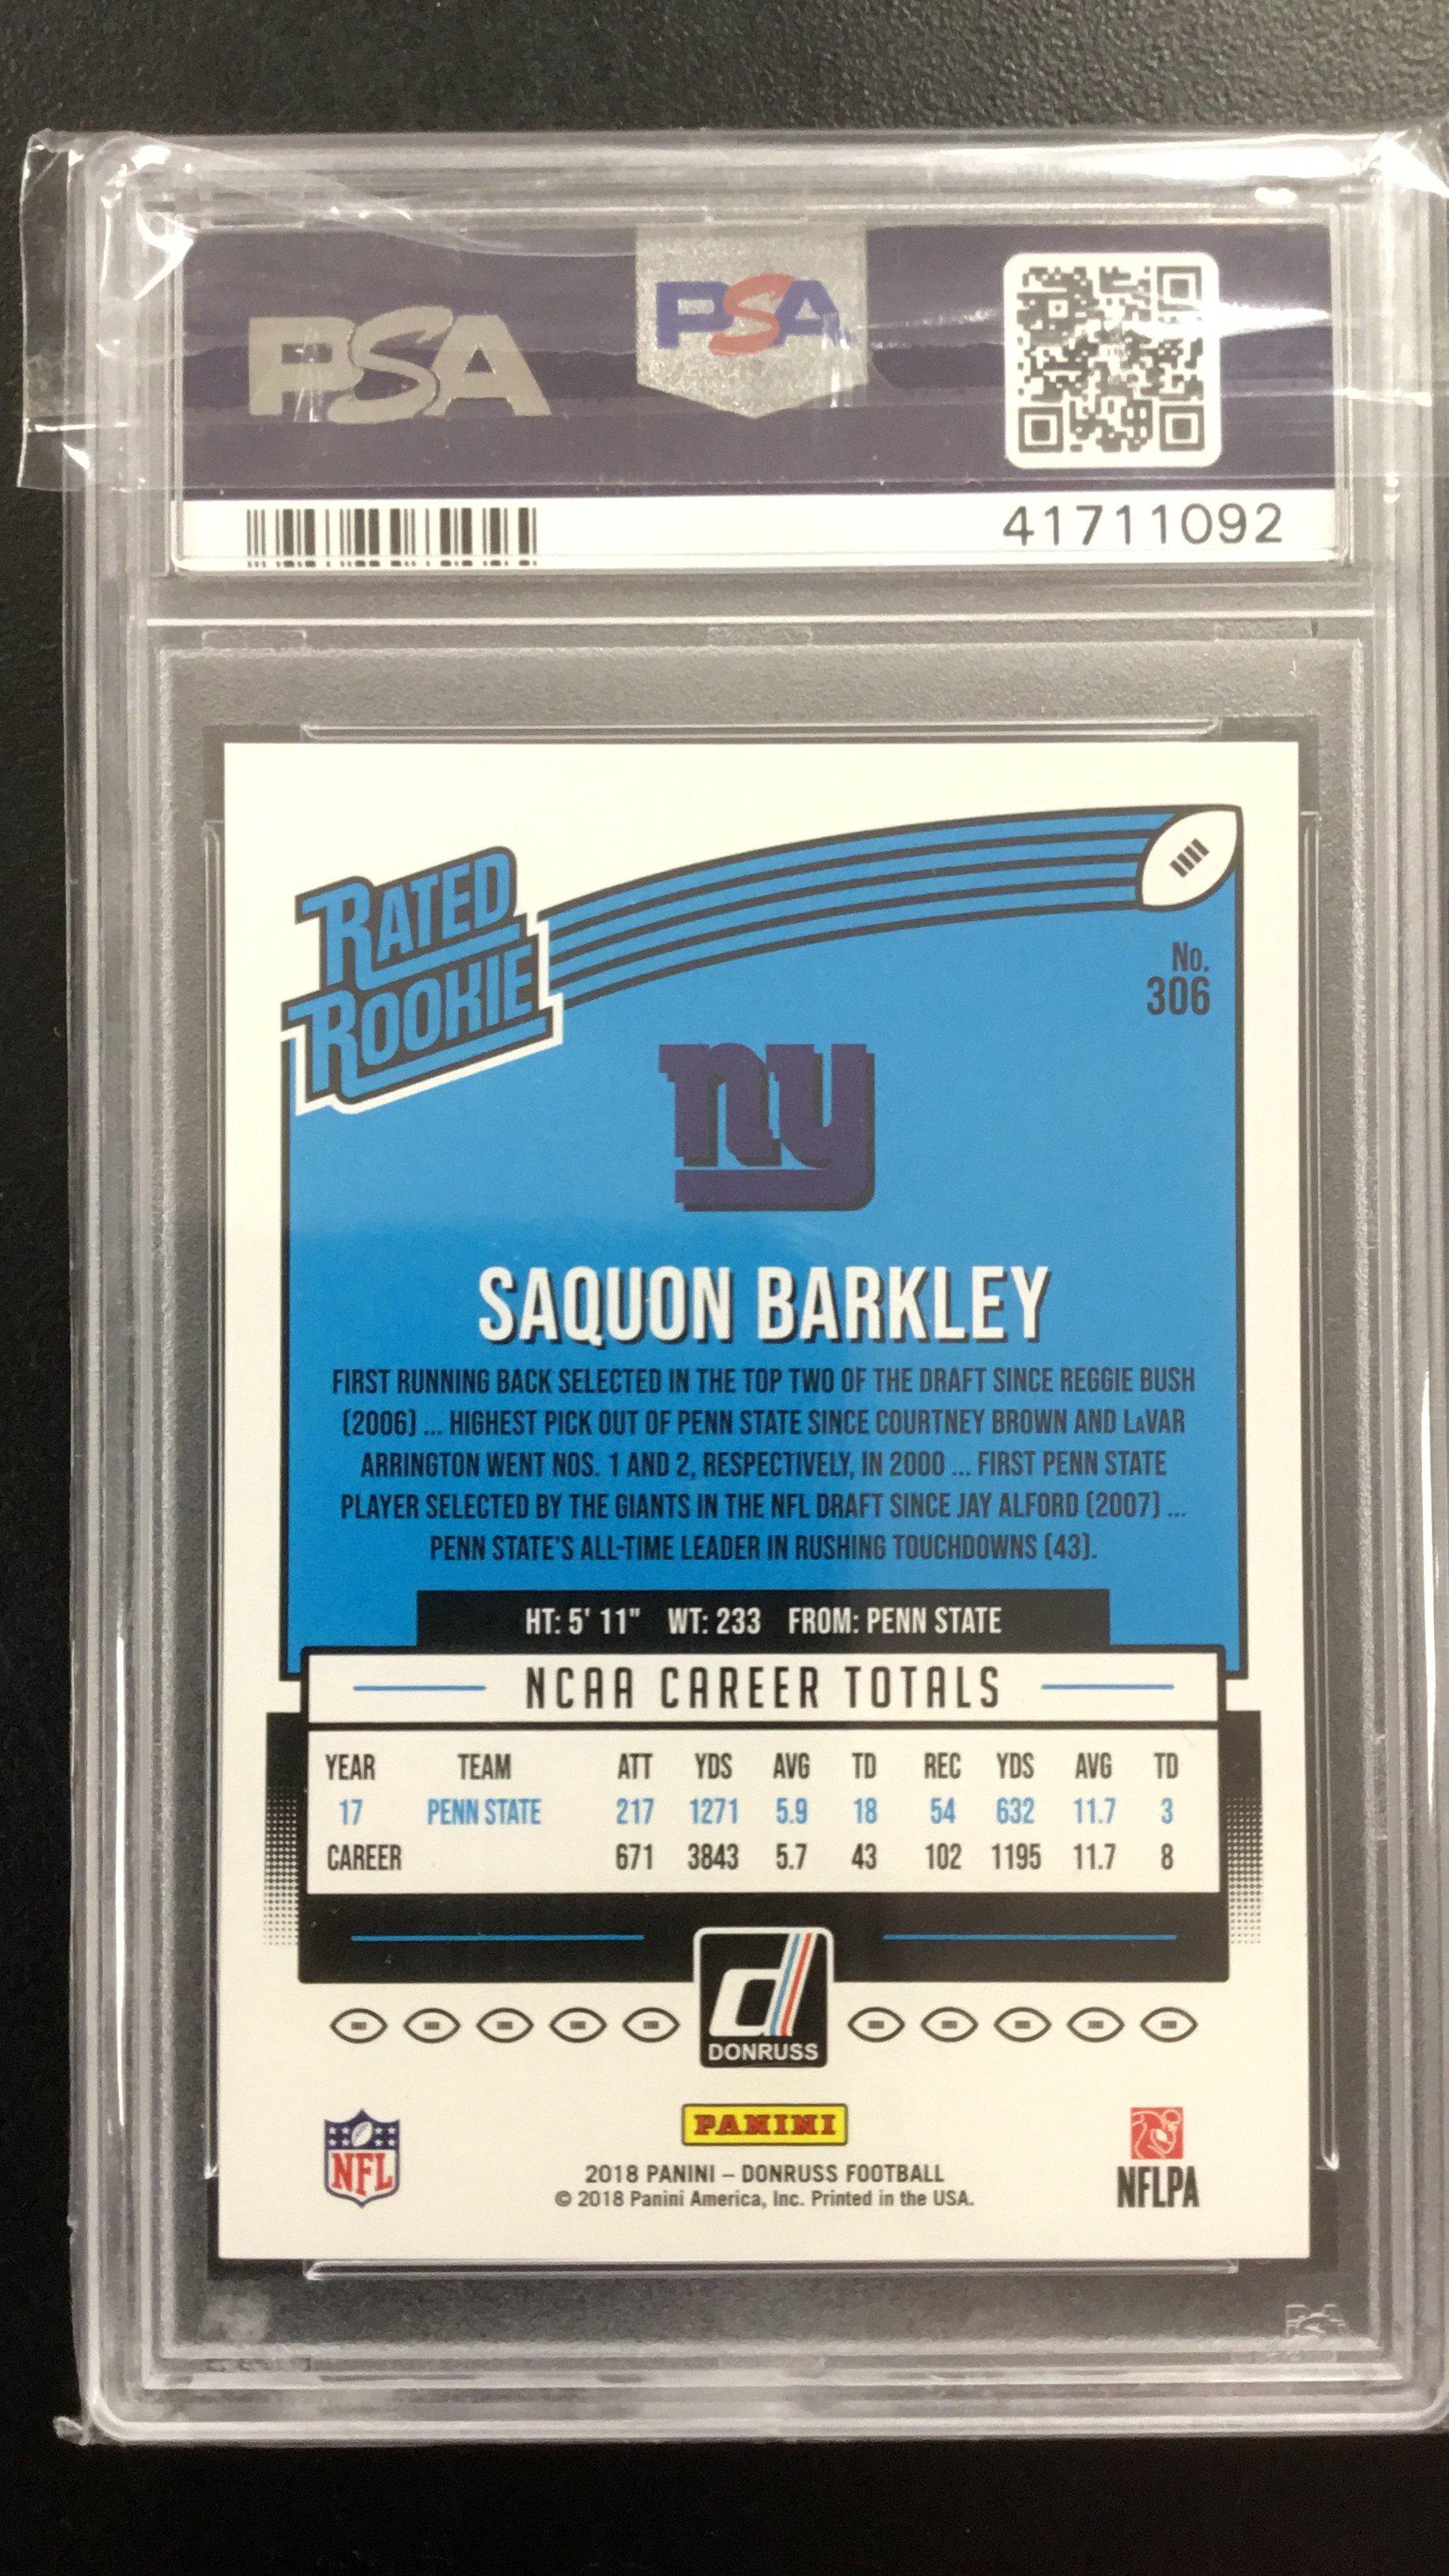 PSA
PSA
41711092
RATED
ROOKIE
No.
306
ny
SAQUON BARKLEY
FIRST RUNNING BACK SELECTED IN THE TOP TWO OF THE DRAFT SINCE REGGIE BUSH
(2006) ... HIGHEST PICK OUT OF PENN STATE SINCE COURTNEY BROWN AND LaVAR
ARRINGTON WENT NOS. 1 AND 2, RESPECTIVELY, IN 2000 ... FIRST PENN STATE
PLAYER SELECTED BY THE GIANTS IN THE NFL DRAFT SINCE JAY ALFORD (2007) ...
PENN STATE'S ALL-TIME LEADER IN RUSHING TOUCHDOWNS (43).
HT: 5' 11" WT: 233 FROM: PENN STATE
NCAA CAREER TOTALS
YEAR TEAM ATT YDS AVG TD REC YDS AVG TD
17 PENN STATE 217 1271 5.9 18 54 632 11.7 3
CAREER 671 3843 5.7 43 102 1195 11.7 8
d
DONRUSS
NFL
PANINI
2018 PANINI – DONRUSS FOOTBALL
© 2018 Panini America, Inc. Printed in the USA.
NFLPA